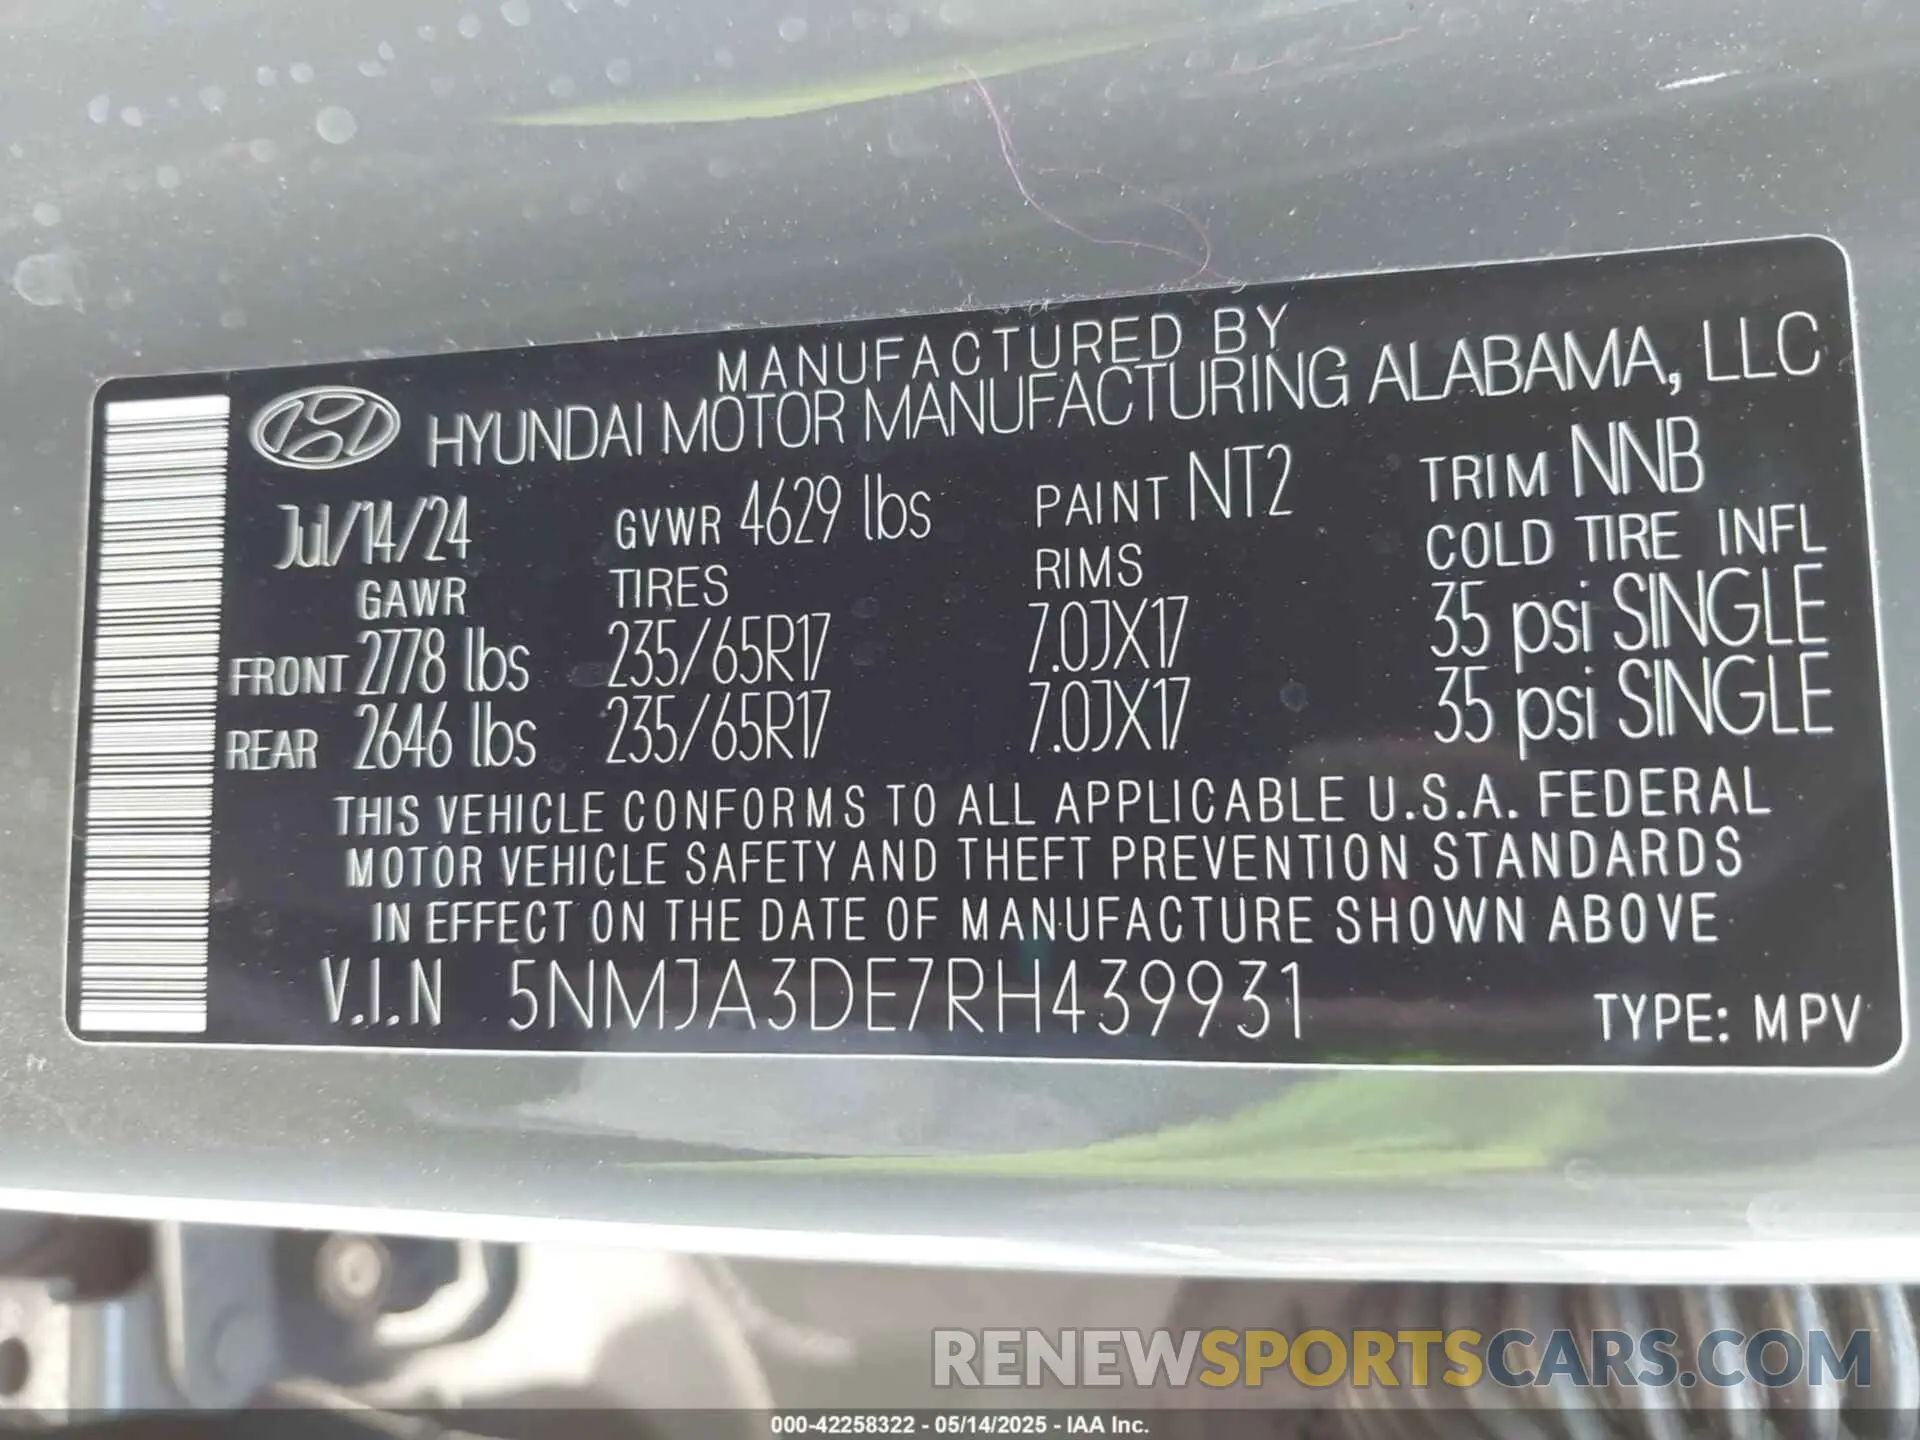 MANUFACTURED BY
HYUNDAI MOTOR MANUFACTURING ALABAMA, LLC
Jul/14/24 GVWR 4629 lbs PAINT NT2 TRIM NNB
GAWR TIRES RIMS COLD TIRE INFL
FRONT 2778 lbs 235/65R17 7.0JX17 35 psi SINGLE
REAR 2646 lbs 235/65R17 7.0JX17 35 psi SINGLE
THIS VEHICLE CONFORMS TO ALL APPLICABLE U.S.A. FEDERAL
MOTOR VEHICLE SAFETY AND THEFT PREVENTION STANDARDS
IN EFFECT ON THE DATE OF MANUFACTURE SHOWN ABOVE
V.I.N 5NMJA3DE7RH439931 TYPE: MPV
RENEWSPORTSCARS.COM
000-42258322 - 05/14/2025 - IAA Inc.